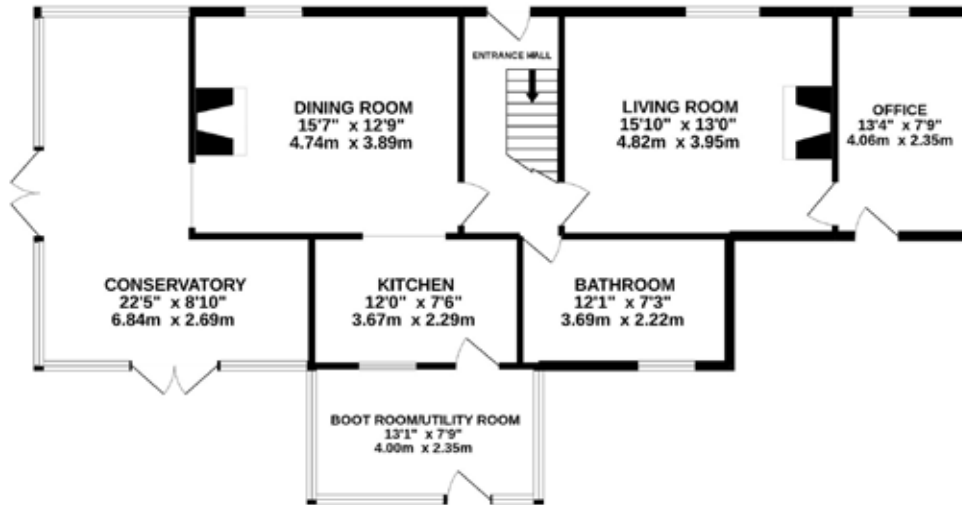 ENTRANCE HALL
DINING ROOM
15'7" x 12'9"
4.74m x 3.89m
LIVING ROOM
15'10" x 13'0"
4.82m x 3.95m
OFFICE
13'4" x 7'9"
4.06m x 2.35m
CONSERVATORY
22'5" x 8'10"
6.84m x 2.69m
KITCHEN
12'0" x 7'6"
3.67m x 2.29m
BATHROOM
12'1" x 7'3"
3.69m x 2.22m
BOOT ROOM/UTILITY ROOM
13'1" x 7'9"
4.00m x 2.35m